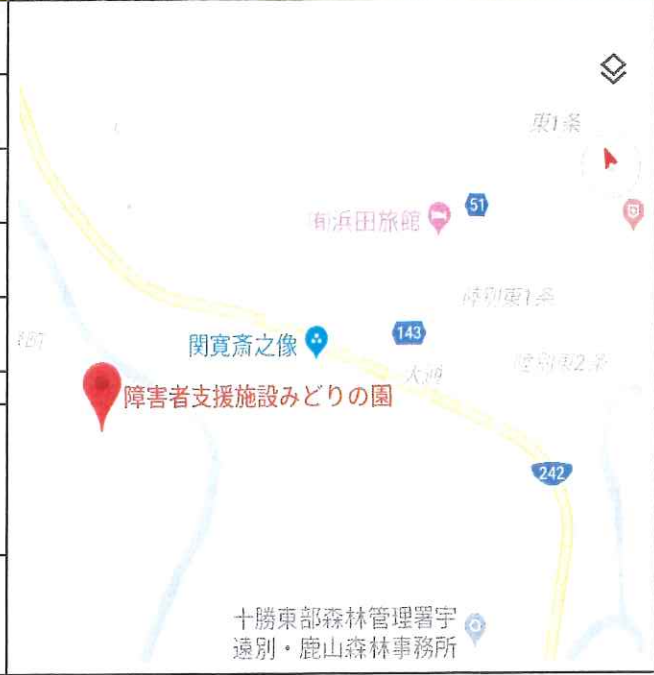 東1条
51
㈲浜田旅館
陸別東1条
関寛斎之像
143
大通
陸別東2条
障害者支援施設みどりの園
242
十勝東部森林管理署宇
遠別・鹿山森林事務所